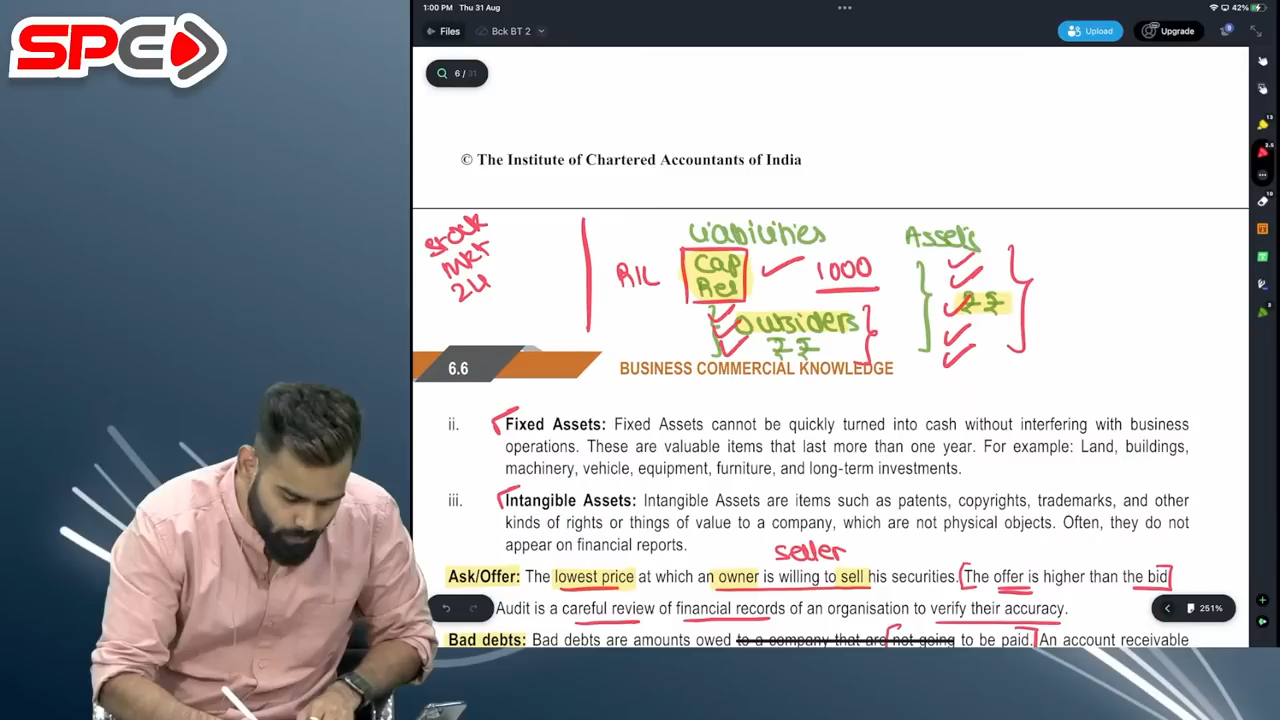 SPC
1:00 PM Thu 31 Aug
42%
Files
Bck BT 2
Upload
Upgrade
6 / 31
© The Institute of Chartered Accountants of India
Stock
Mkt
RIL
Liabilities
Cap
Res
1000
Outsiders
₹ ₹
Assets
₹ ₹
6.6
BUSINESS COMMERCIAL KNOWLEDGE
ii. Fixed Assets: Fixed Assets cannot be quickly turned into cash without interfering with business
operations. These are valuable items that last more than one year. For example: Land, buildings,
machinery, vehicle, equipment, furniture, and long-term investments.
iii. Intangible Assets: Intangible Assets are items such as patents, copyrights, trademarks, and other
kinds of rights or things of value to a company, which are not physical objects. Often, they do not
appear on financial reports.
seller
Ask/Offer: The lowest price at which an owner is willing to sell his securities. The offer is higher than the bid
Audit is a careful review of financial records of an organisation to verify their accuracy.
251%
Bad debts: Bad debts are amounts owed to a company that are not going to be paid. An account receivable